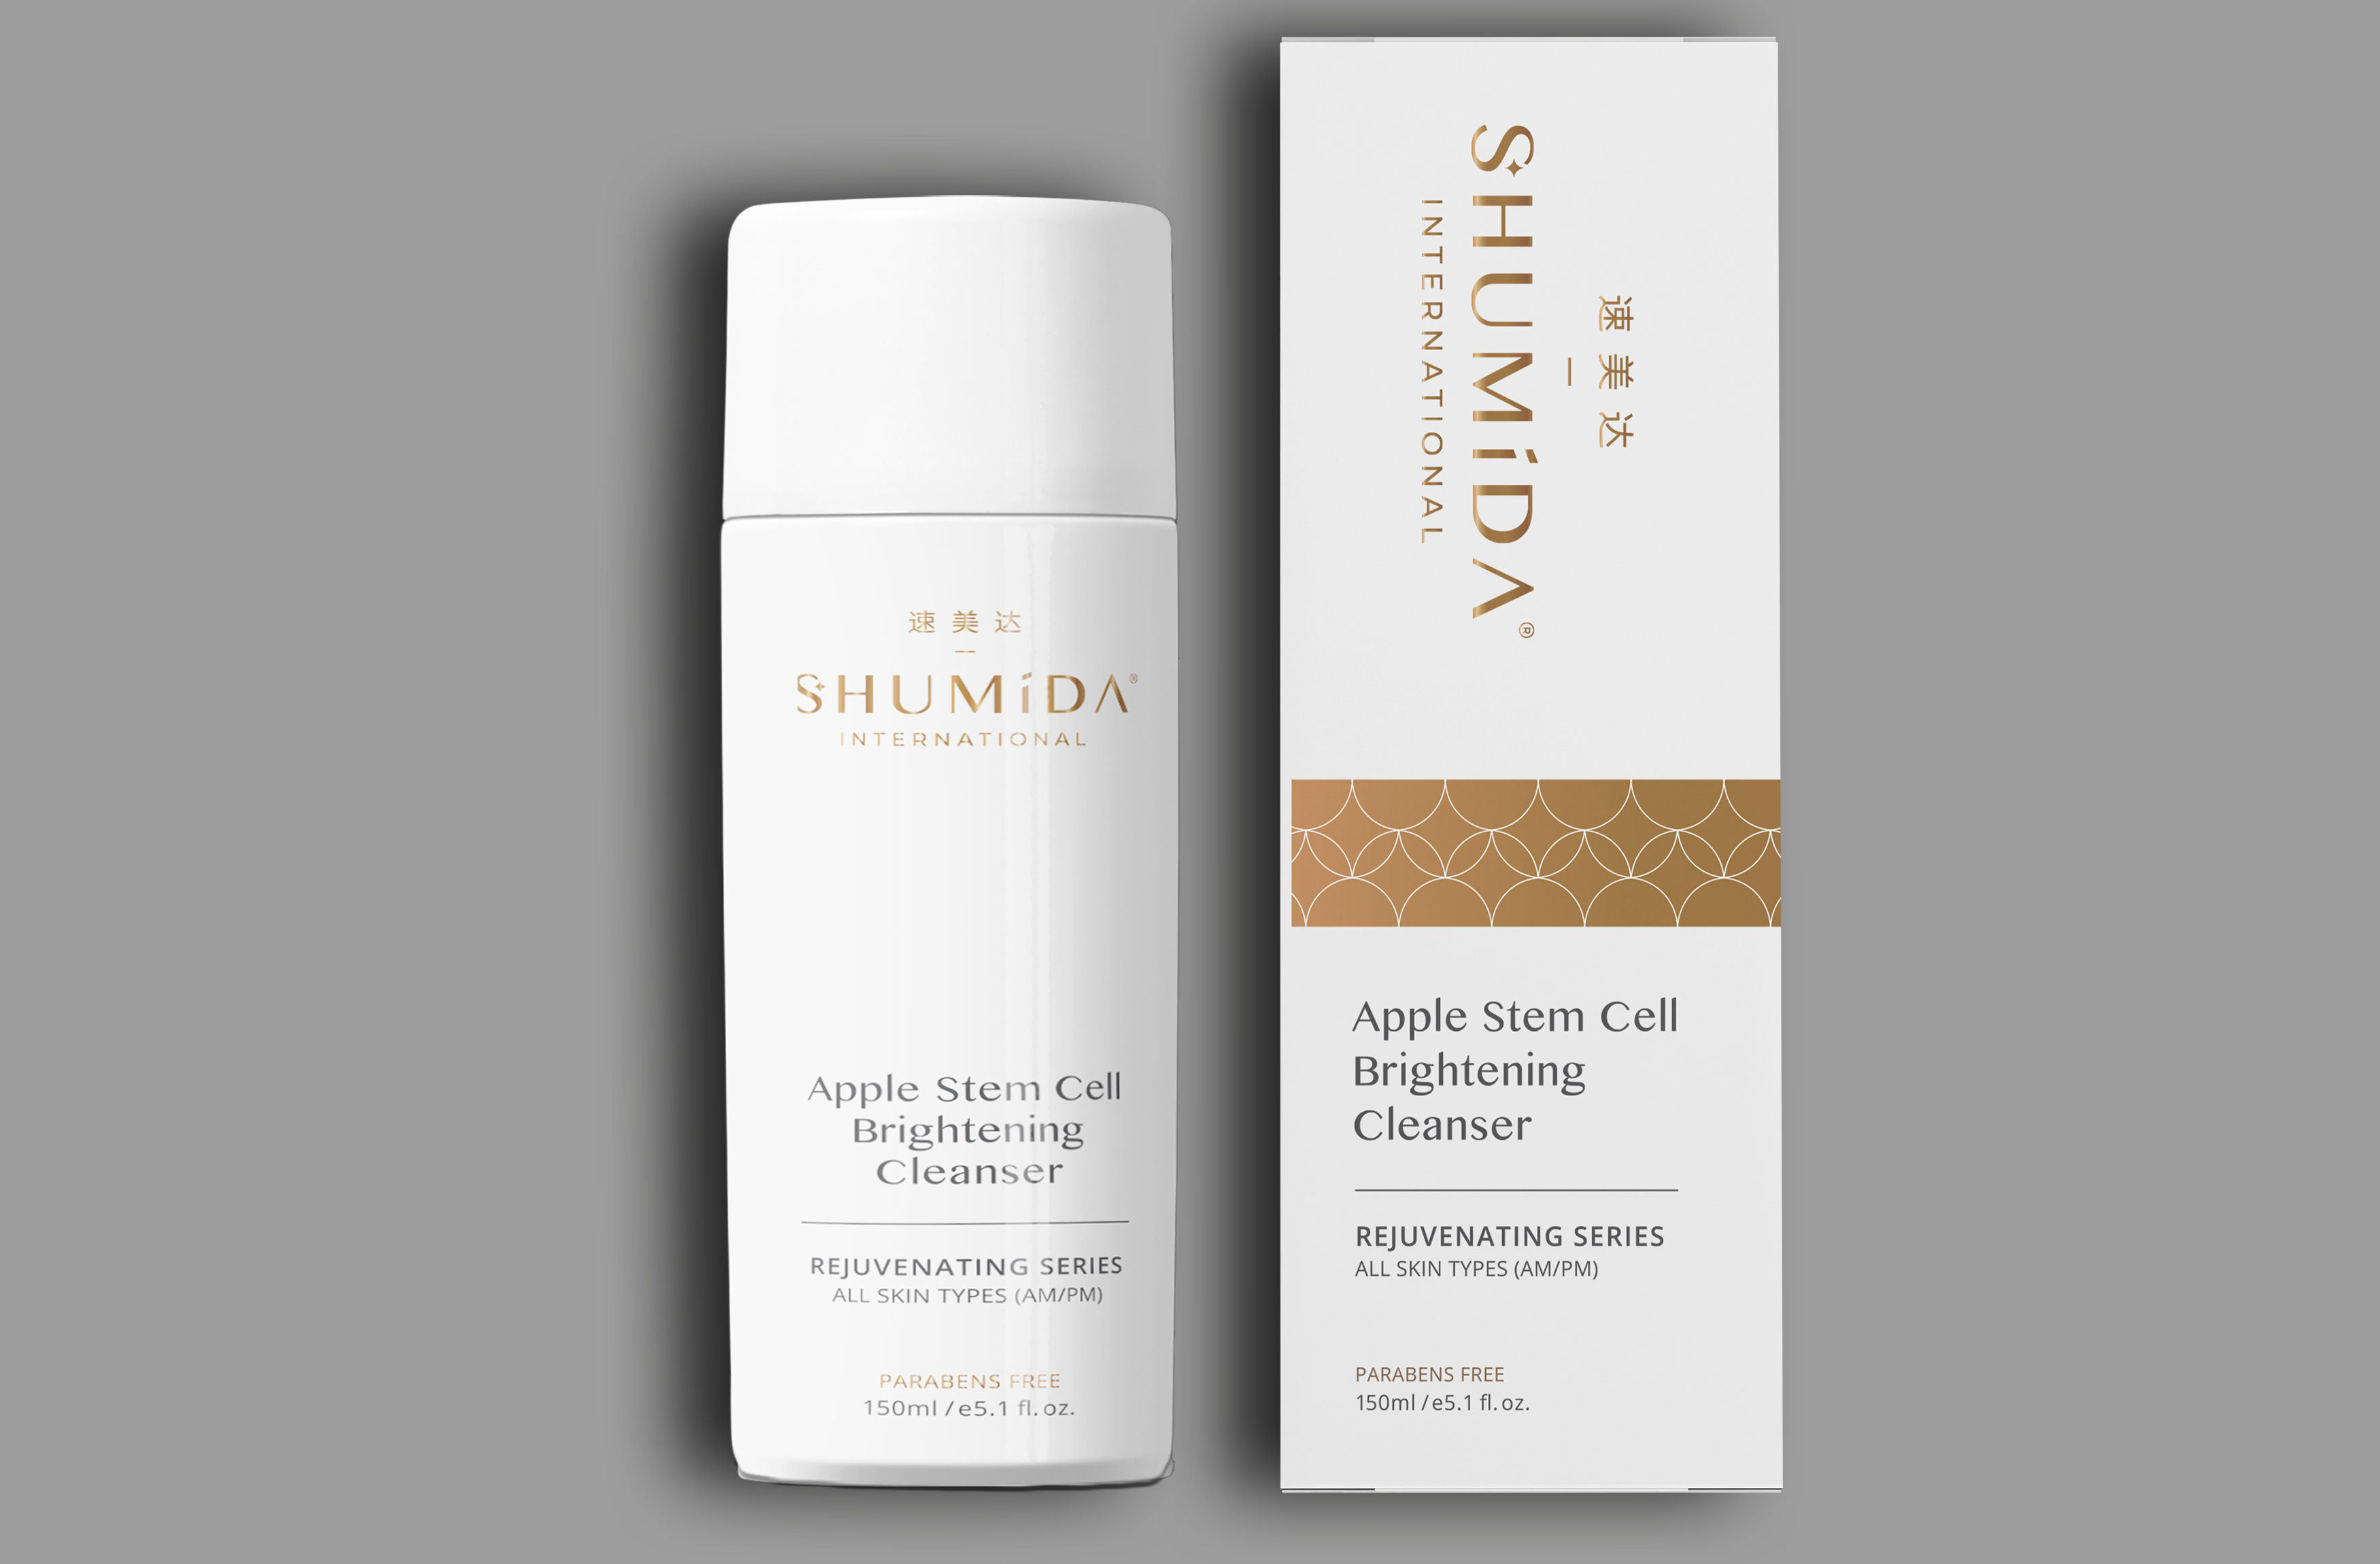 速美达
SHUMíDA®
INTERNATIONAL
Apple Stem Cell
Brightening
Cleanser
REJUVENATING SERIES
ALL SKIN TYPES (AM/PM)
PARABENS FREE
150ml / e5.1 fl. oz.
速美达
SHUMíDA®
INTERNATIONAL
Apple Stem Cell
Brightening
Cleanser
REJUVENATING SERIES
ALL SKIN TYPES (AM/PM)
PARABENS FREE
150ml / e5.1 fl. oz.